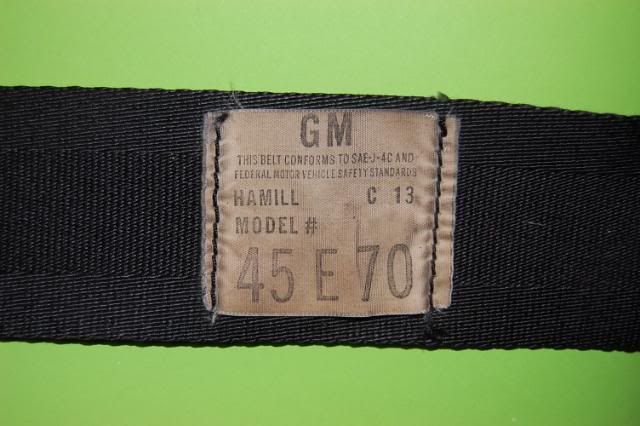 GM
THIS BELT CONFORMS TO SAE-J-4C AND
FEDERAL MOTOR VEHICLE SAFETY STANDARDS
HAMILL C 13
MODEL #
45 E 70